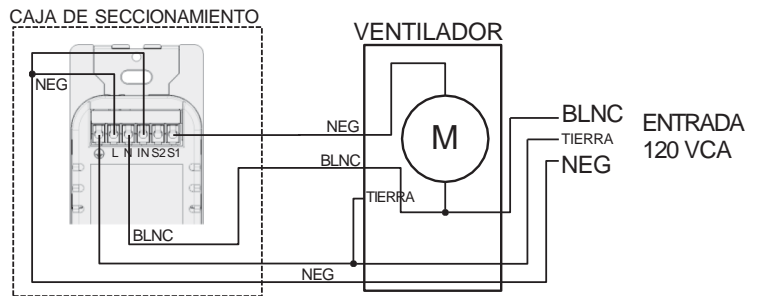 CAJA DE SECCIONAMIENTO
VENTILADOR
NEG
L N IN S2 S1
NEG
BLNC
M
BLNC
TIERRA
NEG
ENTRADA
120 VCA
TIERRA
BLNC
NEG